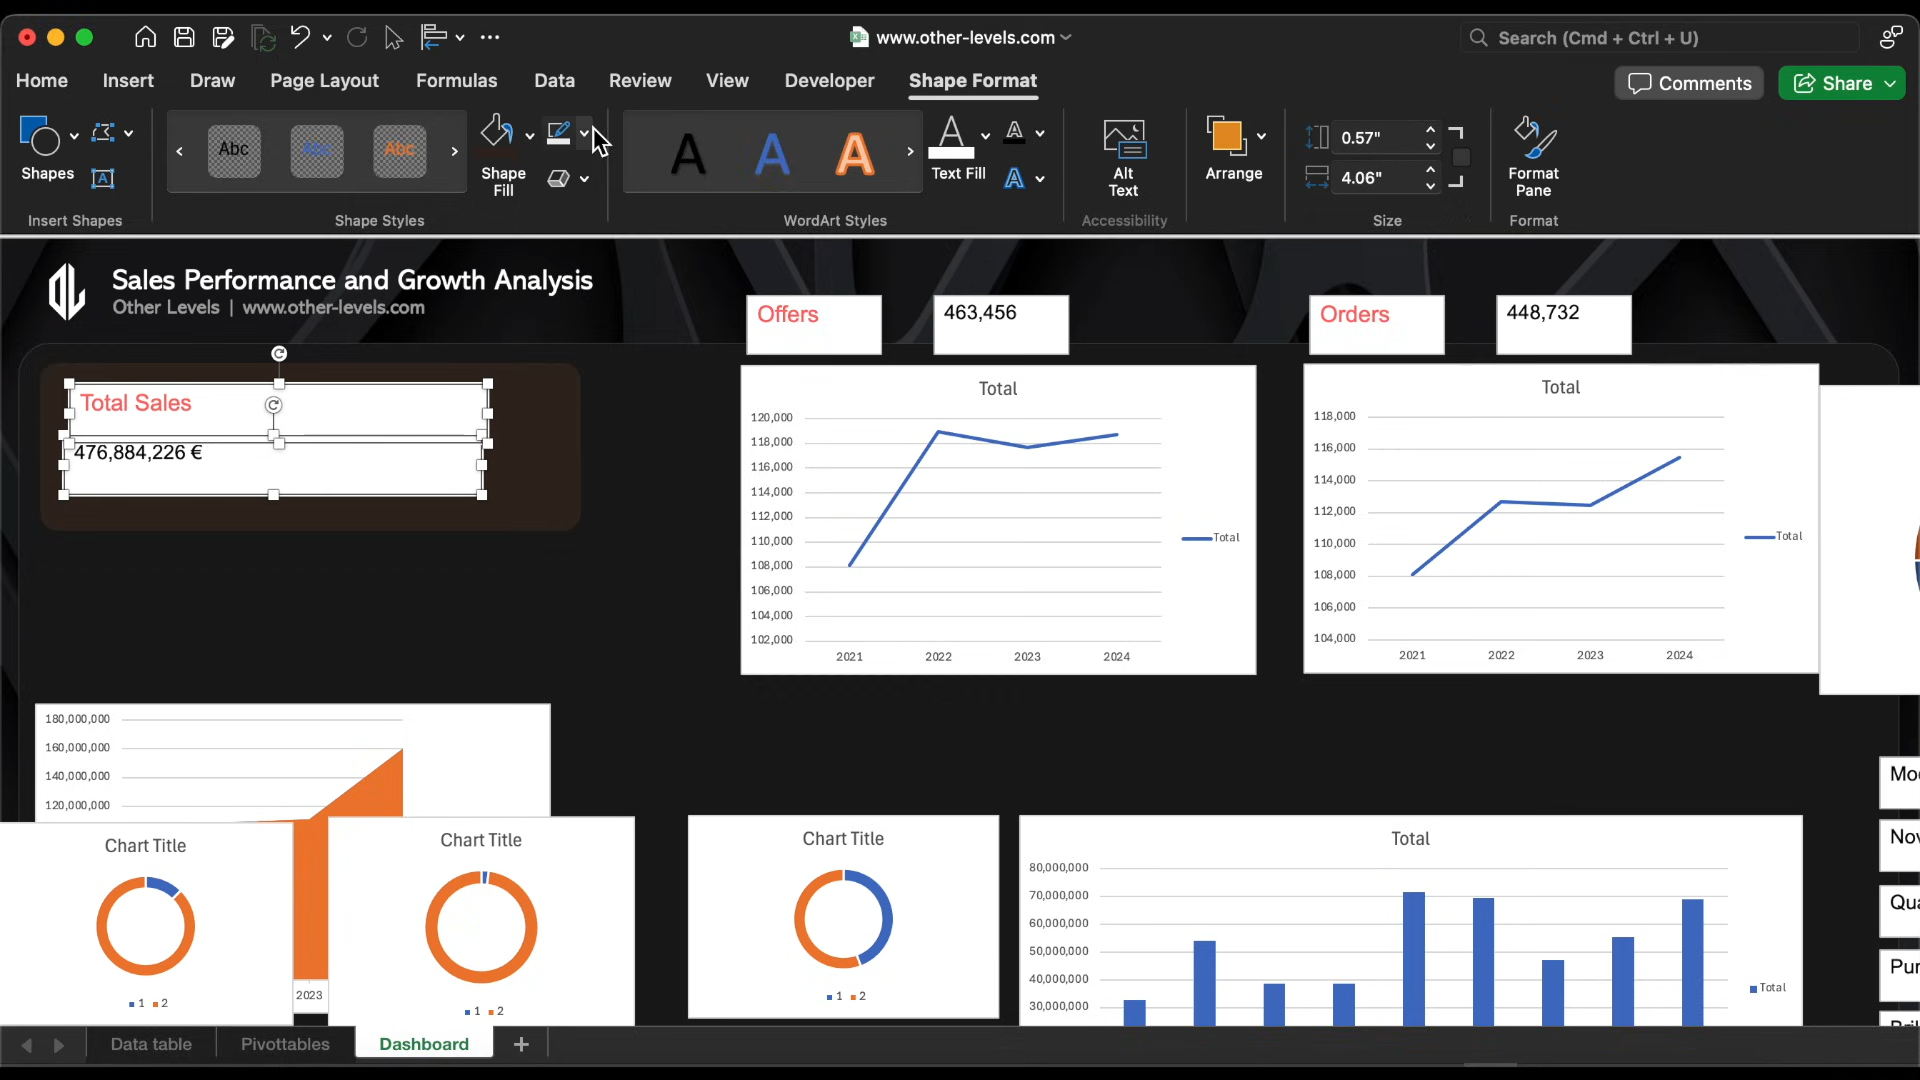 www.other-levels.com
Search (Cmd + Ctrl + U)
Home
Insert
Draw
Page Layout
Formulas
Data
Review
View
Developer
Shape Format
Comments
Share
Shapes
Abc
Abc
Abc
Shape
Fill
A
A
A
A
Text Fill
A
A
Alt
Text
Arrange
0.57"
4.06"
Format
Pane
Insert Shapes
Shape Styles
WordArt Styles
Accessibility
Size
Format
Sales Performance and Growth Analysis
Other Levels | www.other-levels.com
Offers
463,456
Orders
448,732
Total Sales
476,884,226 €
Total
120,000
118,000
116,000
114,000
112,000
110,000
108,000
106,000
104,000
102,000
2021
2022
2023
2024
Total
Total
118,000
116,000
114,000
112,000
110,000
108,000
106,000
104,000
2021
2022
2023
2024
Total
180,000,000
160,000,000
140,000,000
120,000,000
2023
Chart Title
1
2
Chart Title
1
2
Chart Title
1
2
Total
80,000,000
70,000,000
60,000,000
50,000,000
40,000,000
30,000,000
Total
Nov
Data table
Pivottables
Dashboard